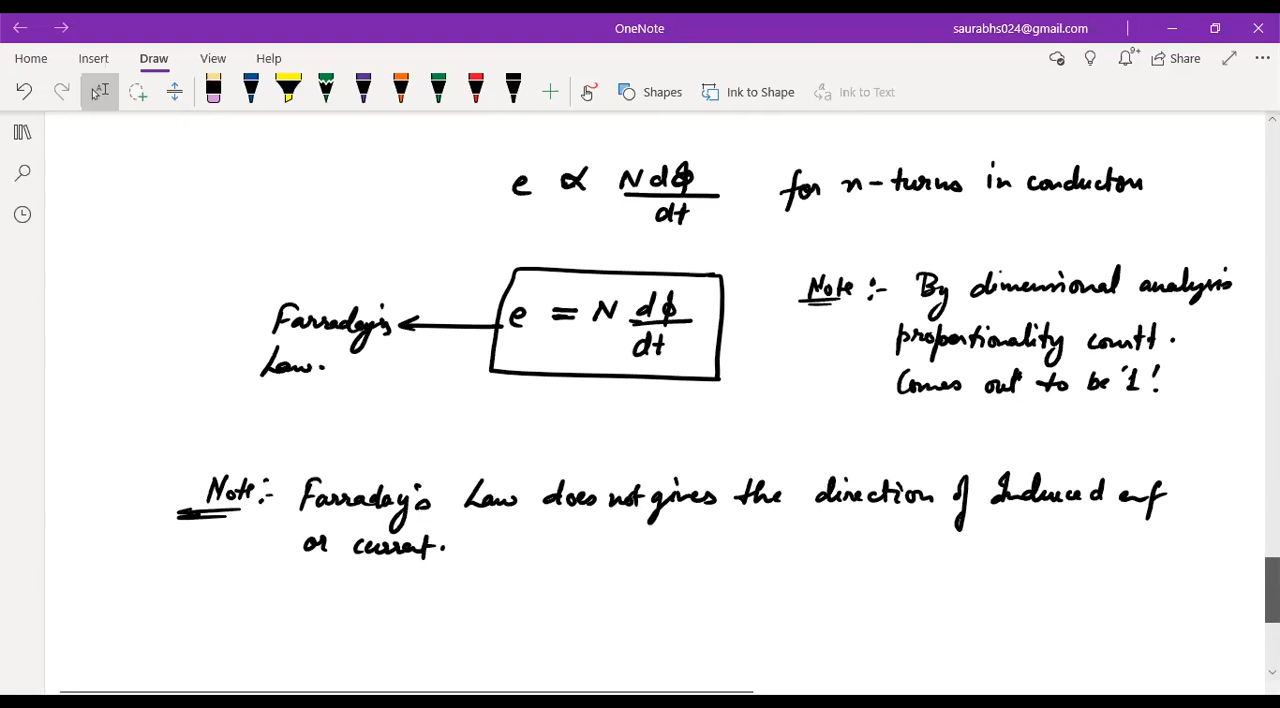 OneNote
saurabhs024@gmail.com
Home Insert Draw View Help
Share
Shapes Ink to Shape Ink to Text
e ∝ N dϕ / dt for n-turns in conductor
e = N dϕ / dt
Farraday's
Law.
Note :- By dimensional analysis
proportionality constt.
Comes out to be '1'
Note:- Farraday's Law does not gives the direction of Induced emf
or current.